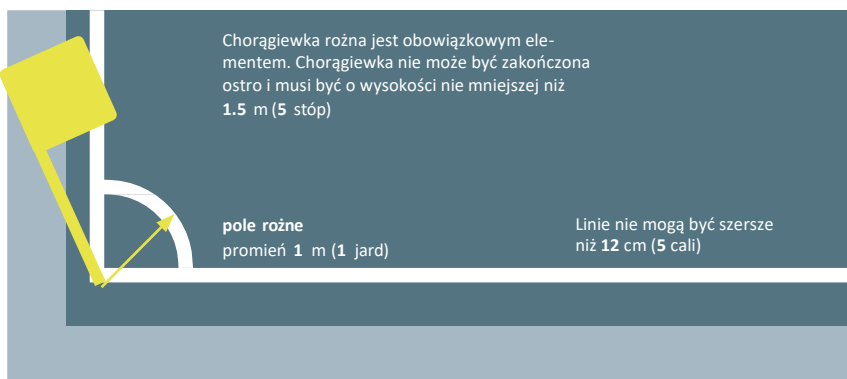 Chorągiewka rożna jest obowiązkowym ele-
mentem. Chorągiewka nie może być zakończona
ostro i musi być o wysokości nie mniejszej niż
1.5 m (5 stóp)
pole rożne
promień 1 m (1 jard)
Linie nie mogą być szersze
niż 12 cm (5 cali)